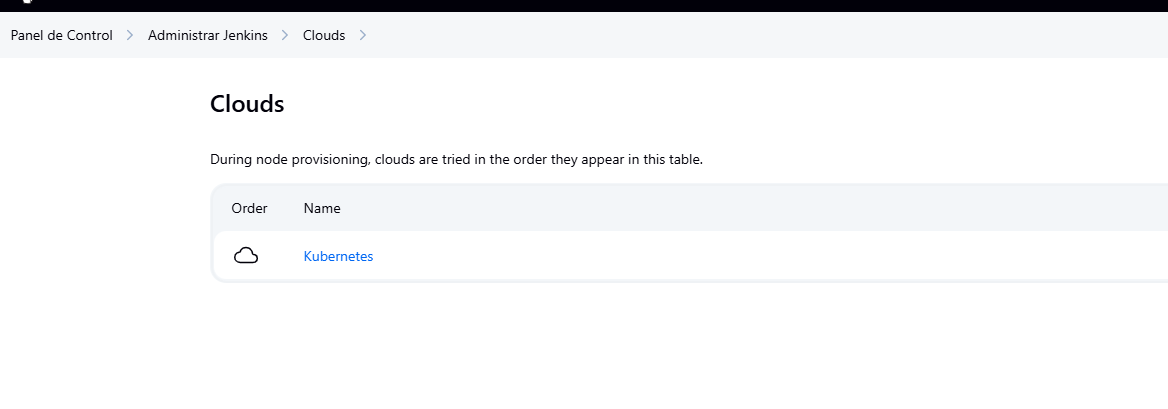 Panel de Control > Administrar Jenkins > Clouds >
Clouds
During node provisioning, clouds are tried in the order they appear in this table.
Order Name
Kubernetes